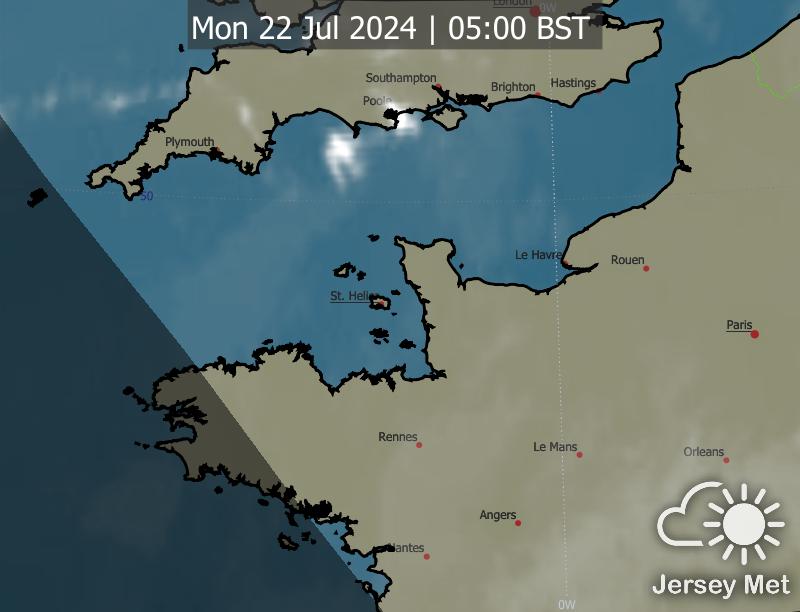 London
0W
Mon 22 Jul 2024 | 05:00 BST
Southampton
Brighton
Hastings
Poole
Plymouth
50
Le Havre
Rouen
St. Helier
Paris
Rennes
Le Mans
Orleans
Angers
Nantes
Jersey Met
0W